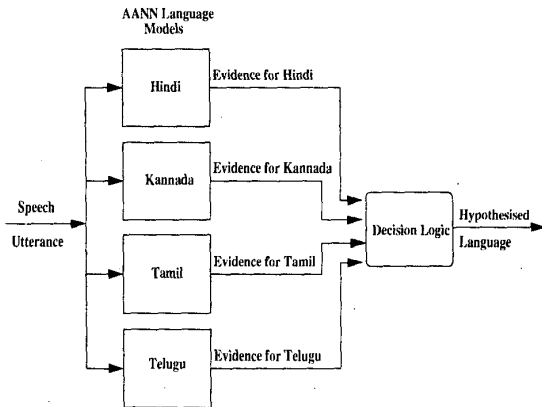 AANN Language
Models
Hindi
Evidence for Hindi
Kannada
Evidence for Kannada
Speech
Utterance
Decision Logic
Hypothesised
Language
Tamil
Evidence for Tamil
Telugu
Evidence for Telugu